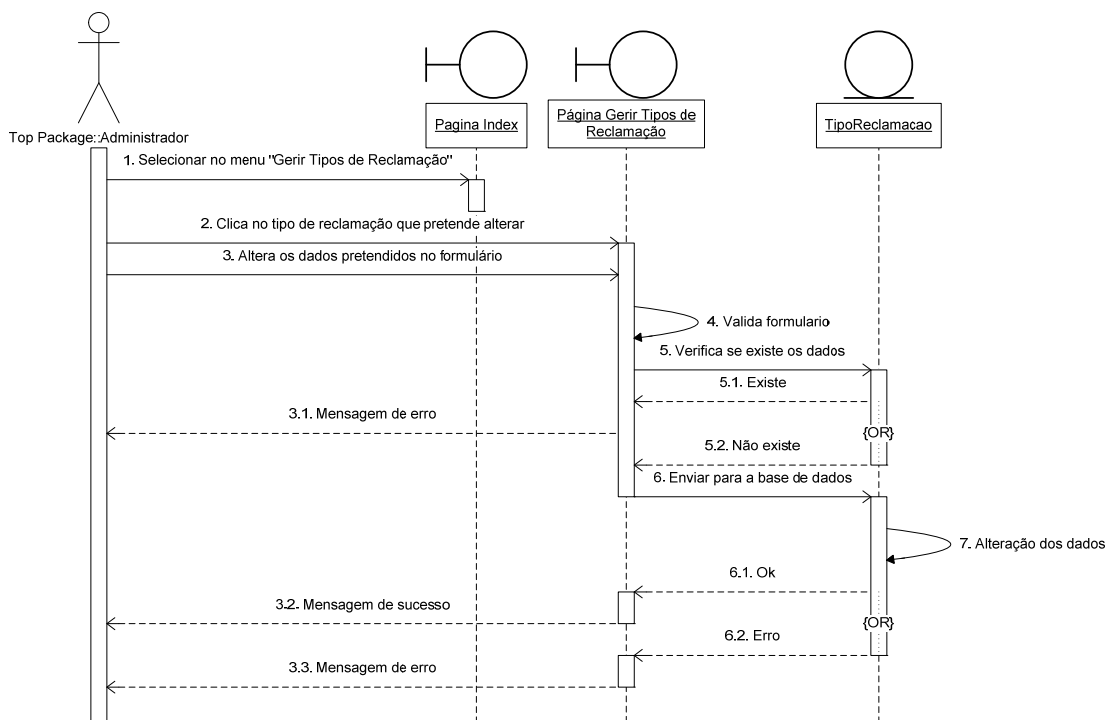 Pagina Index
Página Gerir Tipos de
Reclamação
TipoReclamacao
Top Package::Administrador
1. Selecionar no menu "Gerir Tipos de Reclamação"
2. Clica no tipo de reclamação que pretende alterar
3. Altera os dados pretendidos no formulário
4. Valida formulario
5. Verifica se existe os dados
5.1. Existe
3.1. Mensagem de erro
{OR}
5.2. Não existe
6. Enviar para a base de dados
7. Alteração dos dados
6.1. Ok
3.2. Mensagem de sucesso
{OR}
6.2. Erro
3.3. Mensagem de erro